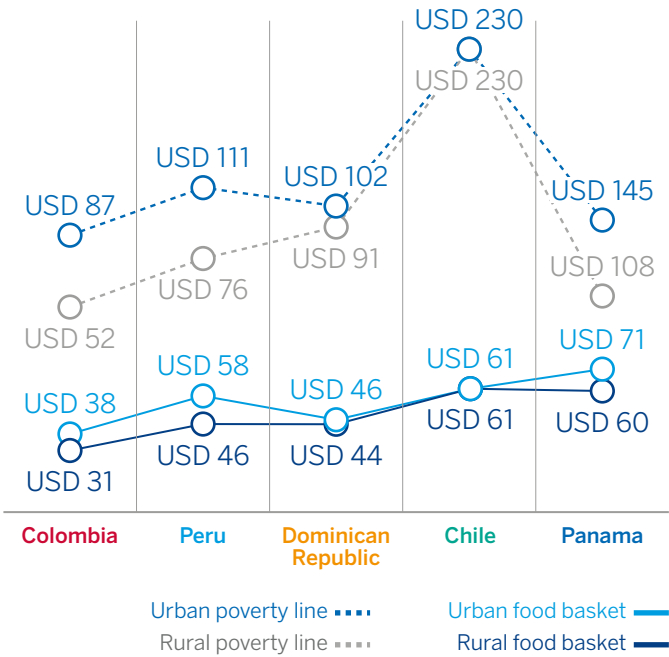 USD 230
USD 230
USD 111
USD 102
USD 87
USD 145
USD 91
USD 108
USD 76
USD 52
USD 71
USD 58
USD 61
USD 46
USD 38
USD 61
USD 60
USD 46
USD 44
USD 31
Colombia
Peru
Dominican
Republic
Chile
Panama
Urban poverty line
Urban food basket
Rural poverty line
Rural food basket